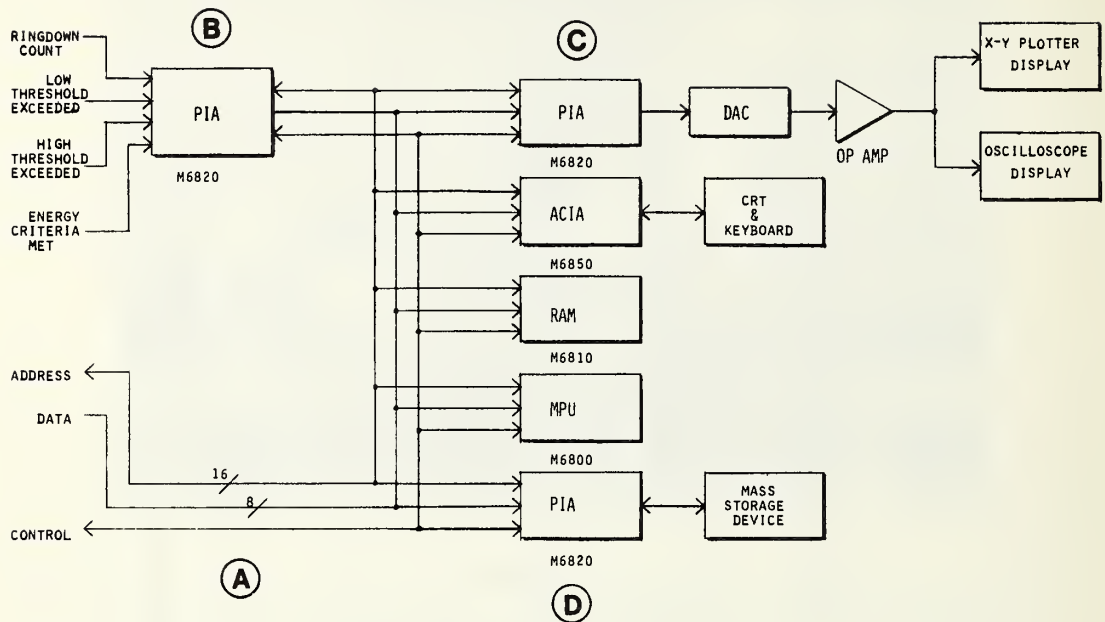 B
C
RINGDOWN
COUNT
LOW
THRESHOLD
EXCEEDED
HIGH
THRESHOLD
EXCEEDED
ENERGY
CRITERIA
MET
PIA
M6820
PIA
M6820
DAC
OP AMP
X-Y PLOTTER
DISPLAY
OSCILLOSCOPE
DISPLAY
ACIA
M6850
CRT
&
KEYBOARD
RAM
M6810
ADDRESS
DATA
CONTROL
16
8
MPU
M6800
PIA
M6820
MASS
STORAGE
DEVICE
A
D